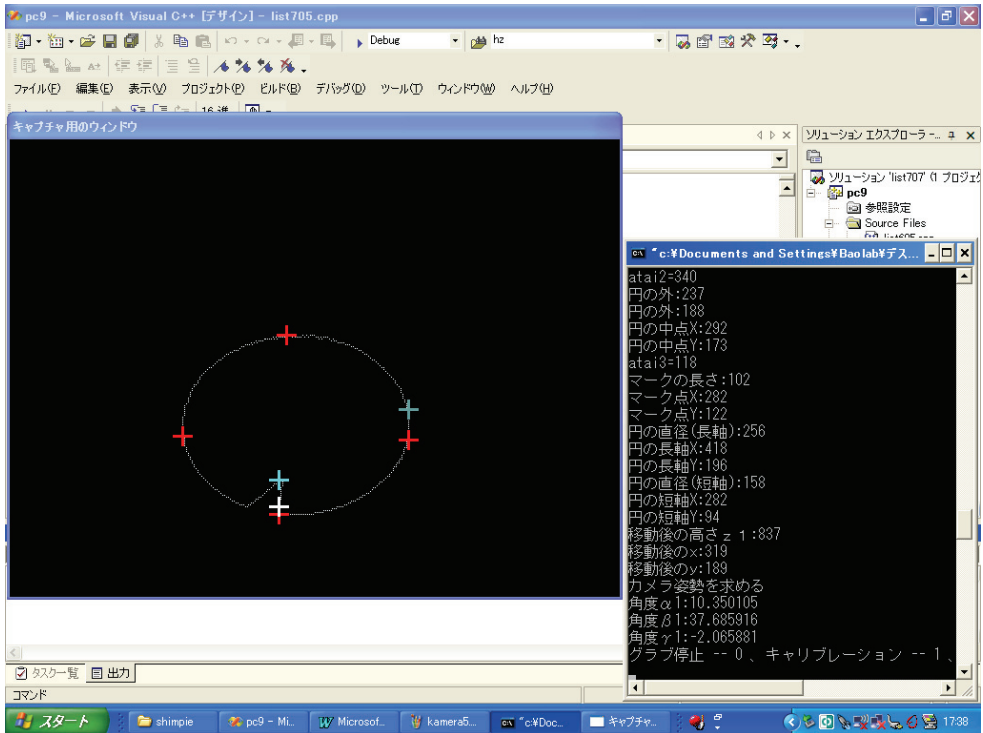 pc9 - Microsoft Visual C++ [デザイン] - list705.cpp
Debug hz
ファイル(F) 編集(E) 表示(V) プロジェクト(P) ビルド(B) デバッグ(D) ツール(T) ウィンドウ(W) ヘルプ(H)
16 進
キャプチャ用のウィンドウ
ソリューション エクスプローラ -...
ソリューション 'list707' (1 プロジェク
pc9
参照設定
Source Files
"c:¥Documents and Settings¥Baolab¥デス...
atai2=340
円の外:237
円の外:188
円の中点X:292
円の中点Y:173
atai3=118
マークの長さ:102
マーク点X:282
マーク点Y:122
円の直径(長軸):256
円の長軸X:418
円の長軸Y:196
円の直径(短軸):158
円の短軸X:282
円の短軸Y:94
移動後の高さz1:837
移動後のx:319
移動後のy:189
カメラ姿勢を求める
角度α1:10.350105
角度β1:37.685916
角度γ1:-2.065881
グラブ停止 -- 0 、キャリブレーション -- 1 、
タスク一覧 出力
コマンド
スタート shimpie pc9 - Mi... Microsof... kamera5... "c:¥Doc... キャプチャ... 17:38